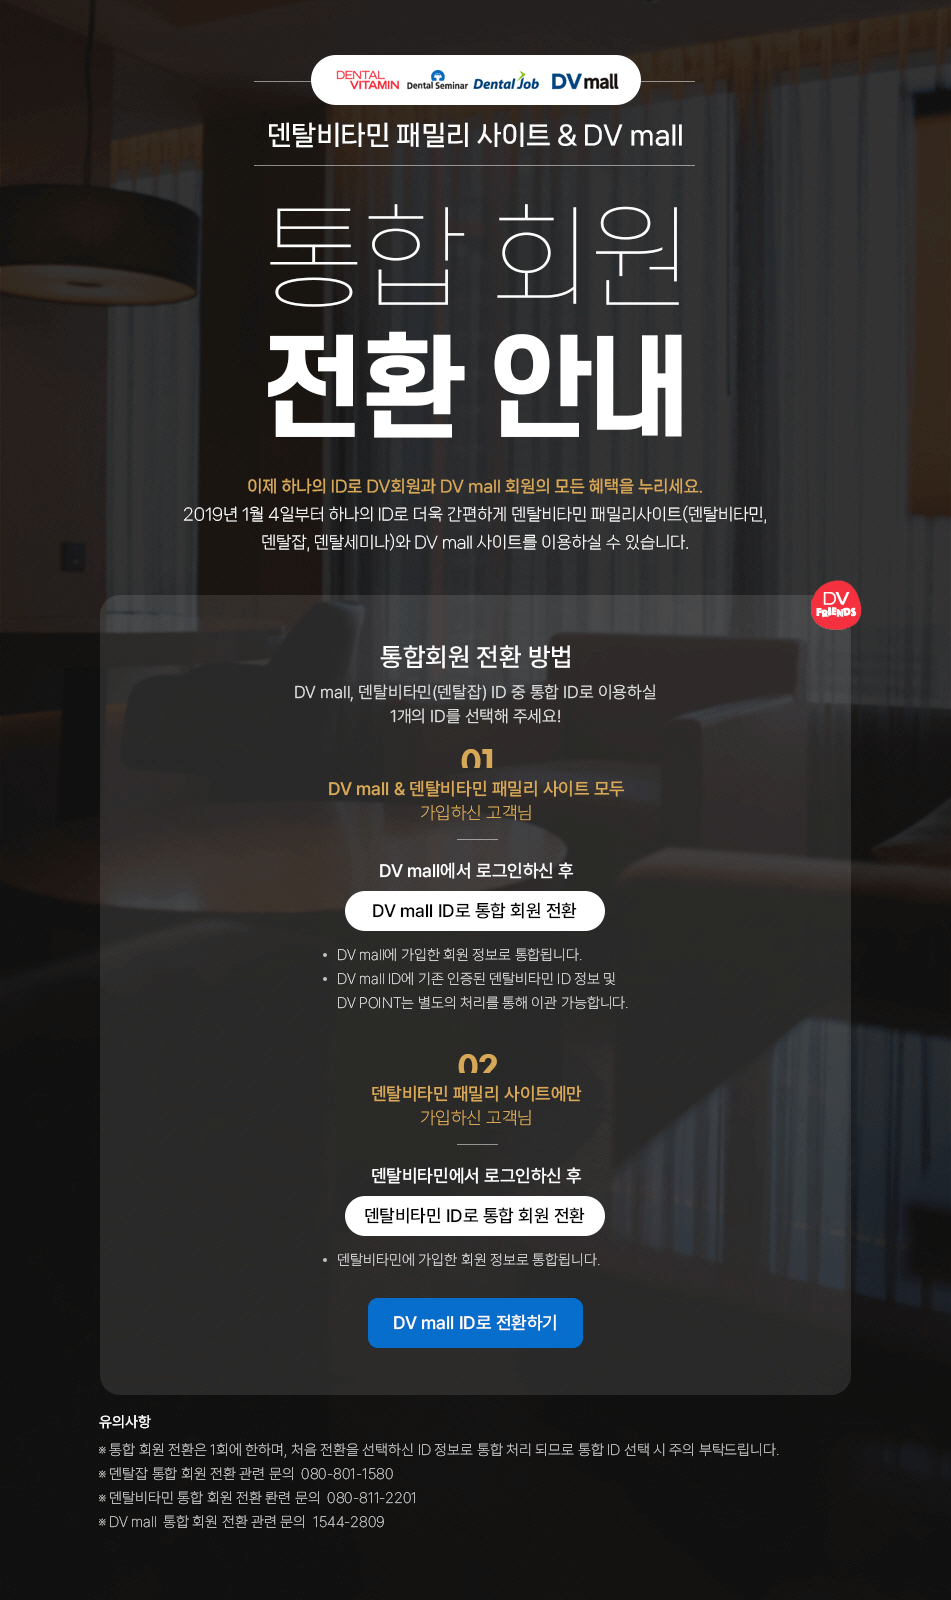 DENTAL VITAMIN Dental Seminar Dental Job DV mall
덴탈비타민 패밀리 사이트 & DV mall
통합 회원
전환 안내
이제 하나의 ID로 DV회원과 DV mall 회원의 모든 혜택을 누리세요.
2019년 1월 4일부터 하나의 ID로 더욱 간편하게 덴탈비타민 패밀리사이트(덴탈비타민,
덴탈잡, 덴탈세미나)와 DV mall 사이트를 이용하실 수 있습니다.
DV
FRIENDS
통합회원 전환 방법
DV mall, 덴탈비타민(덴탈잡) ID 중 통합 ID로 이용하실
1개의 ID를 선택해 주세요!
01
DV mall & 덴탈비타민 패밀리 사이트 모두
가입하신 고객님
DV mall에서 로그인하신 후
DV mall ID로 통합 회원 전환
• DV mall에 가입한 회원 정보로 통합됩니다.
• DV mall ID에 기존 인증된 덴탈비타민 ID 정보 및
DV POINT는 별도의 처리를 통해 이관 가능합니다.
02
덴탈비타민 패밀리 사이트에만
가입하신 고객님
덴탈비타민에서 로그인하신 후
덴탈비타민 ID로 통합 회원 전환
• 덴탈비타민에 가입한 회원 정보로 통합됩니다.
DV mall ID로 전환하기
유의사항
※ 통합 회원 전환은 1회에 한하며, 처음 전환을 선택하신 ID 정보로 통합 처리 되므로 통합 ID 선택 시 주의 부탁드립니다.
※ 덴탈잡 통합 회원 전환 관련 문의 080-801-1580
※ 덴탈비타민 통합 회원 전환 롼련 문의 080-811-2201
※ DV mall 통합 회원 전환 관련 문의 1544-2809